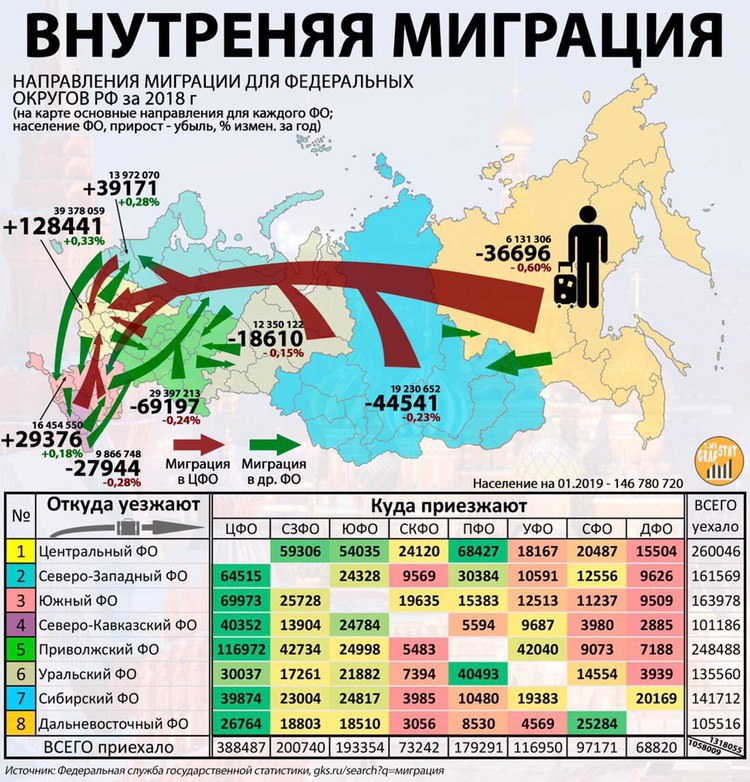 ВНУТРЕНЯЯ МИГРАЦИЯ
НАПРАВЛЕНИЯ МИГРАЦИИ ДЛЯ ФЕДЕРАЛЬНЫХ
ОКРУГОВ РФ за 2018 г
(на карте основные направления для каждого ФО;
население ФО, прирост - убыль, % измен. за год)
13 972 070
+39171
+0,28%
39 378 059
+128441
+0,33%
6 131 306
-36696
- 0,60%
12 350 122
-18610
- 0,15%
29 397 213
-69197
-0,24%
19 230 652
-44541
-0,23%
16 454 550
+29376
+0,18%
9 866 748
-27944
-0,28%
Миграция
в ЦФО
Миграция
в др. ФО
GRAFSTAT
Население на 01.2019 - 146 780 720
№ Откуда уезжают Куда приезжают ВСЕГО уехало
ЦФО СЗФО ЮФО СКФО ПФО УФО СФО ДФО
1 Центральный ФО 59306 54035 24120 68427 18167 20487 15504 260046
2 Северо-Западный ФО 64515 24328 9569 30384 10591 12556 9626 161569
3 Южный ФО 69973 25728 19635 15383 12513 11237 9509 163978
4 Северо-Кавказский ФО 40352 13904 24784 5594 9687 3980 2885 101186
5 Приволжский ФО 116972 42734 24998 5483 42040 9073 7188 248488
6 Уральский ФО 30037 17261 21882 7394 40493 14554 3939 135560
7 Сибирский ФО 39874 23004 24817 3985 10480 19383 20169 141712
8 Дальневосточный ФО 26764 18803 18510 3056 8530 4569 25284 105516
ВСЕГО приехало 388487 200740 193354 73242 179291 116950 97171 68820 1318055
1058009
Источник: Федеральная служба государственной статистики, gks.ru/search?q=миграция